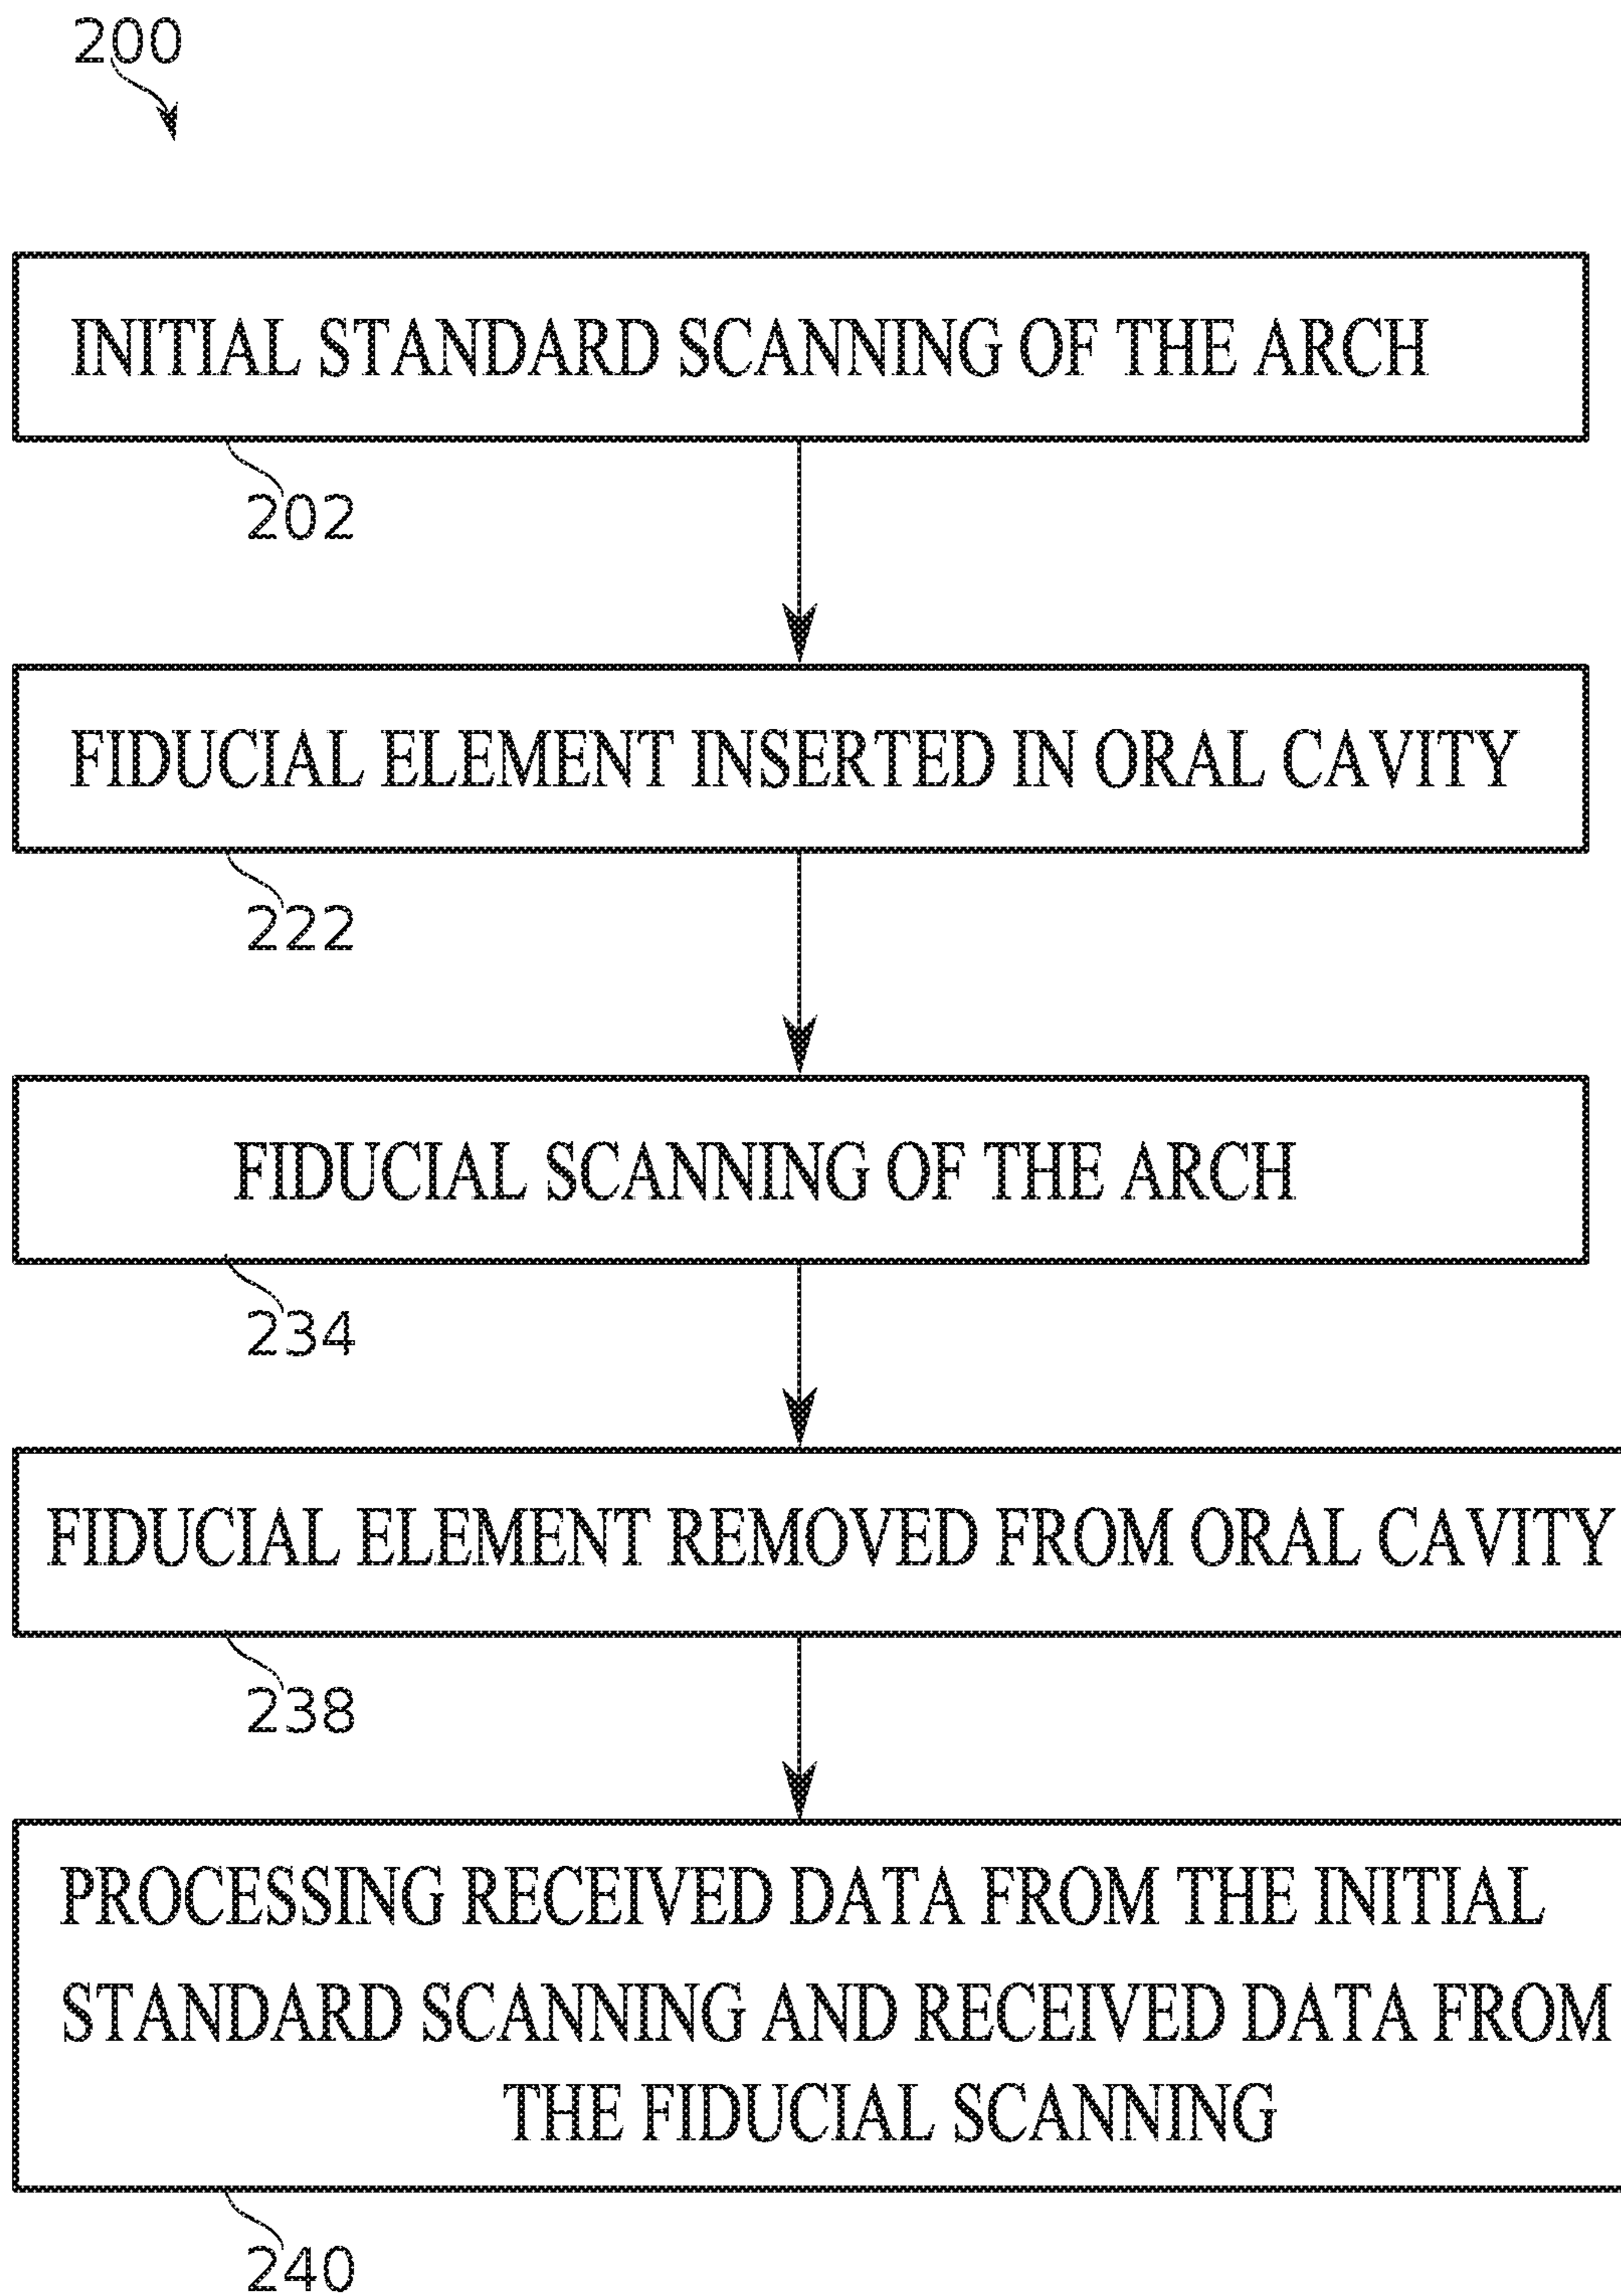 200
INITIAL STANDARD SCANNING OF THE ARCH
202
FIDUCIAL ELEMENT INSERTED IN ORAL CAVITY
222
FIDUCIAL SCANNING OF THE ARCH
234
FIDUCIAL ELEMENT REMOVED FROM ORAL CAVITY
238
PROCESSING RECEIVED DATA FROM THE INITIAL
STANDARD SCANNING AND RECEIVED DATA FROM
THE FIDUCIAL SCANNING
240